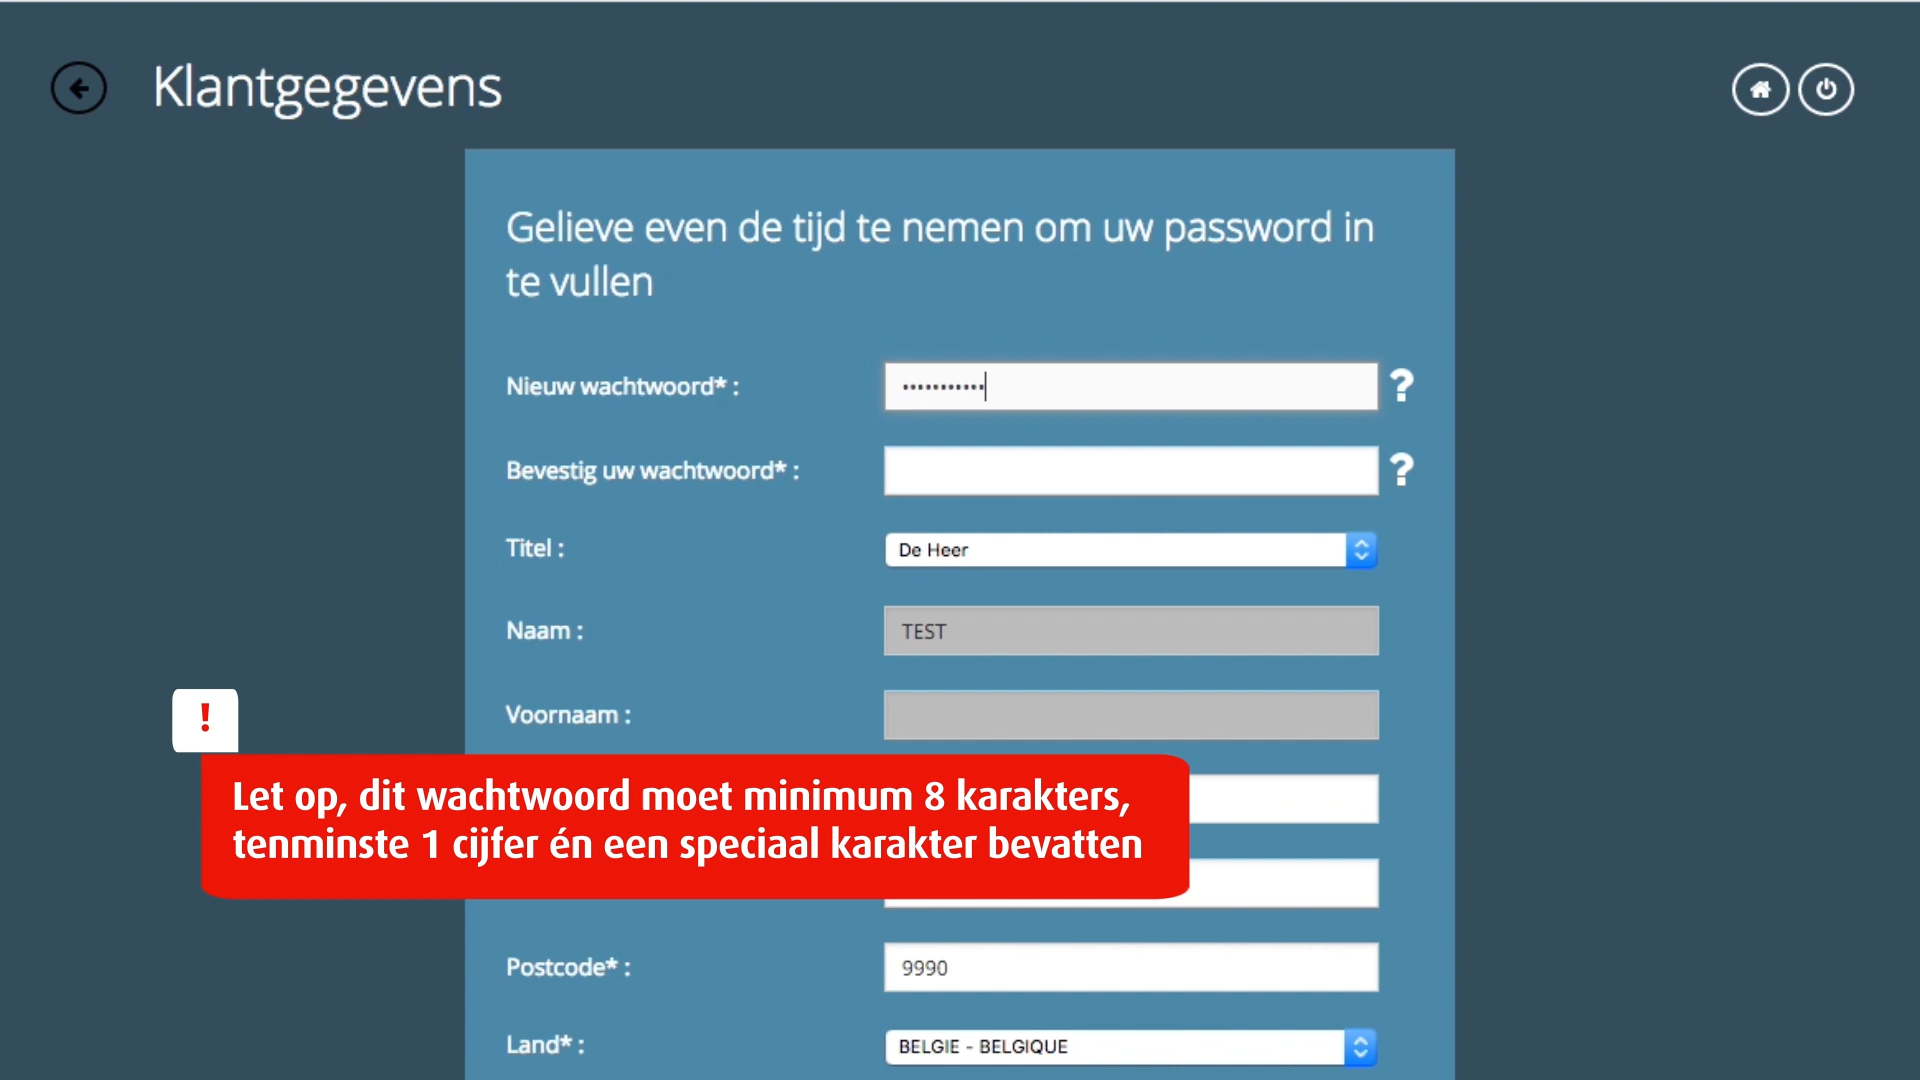 Klantgegevens
Gelieve even de tijd te nemen om uw password in
te vullen
Nieuw wachtwoord* :
?
Bevestig uw wachtwoord* :
?
Titel :
De Heer
Naam :
TEST
Voornaam :
!
Let op, dit wachtwoord moet minimum 8 karakters,
tenminste 1 cijfer én een speciaal karakter bevatten
Postcode* :
9990
Land* :
BELGIE - BELGIQUE